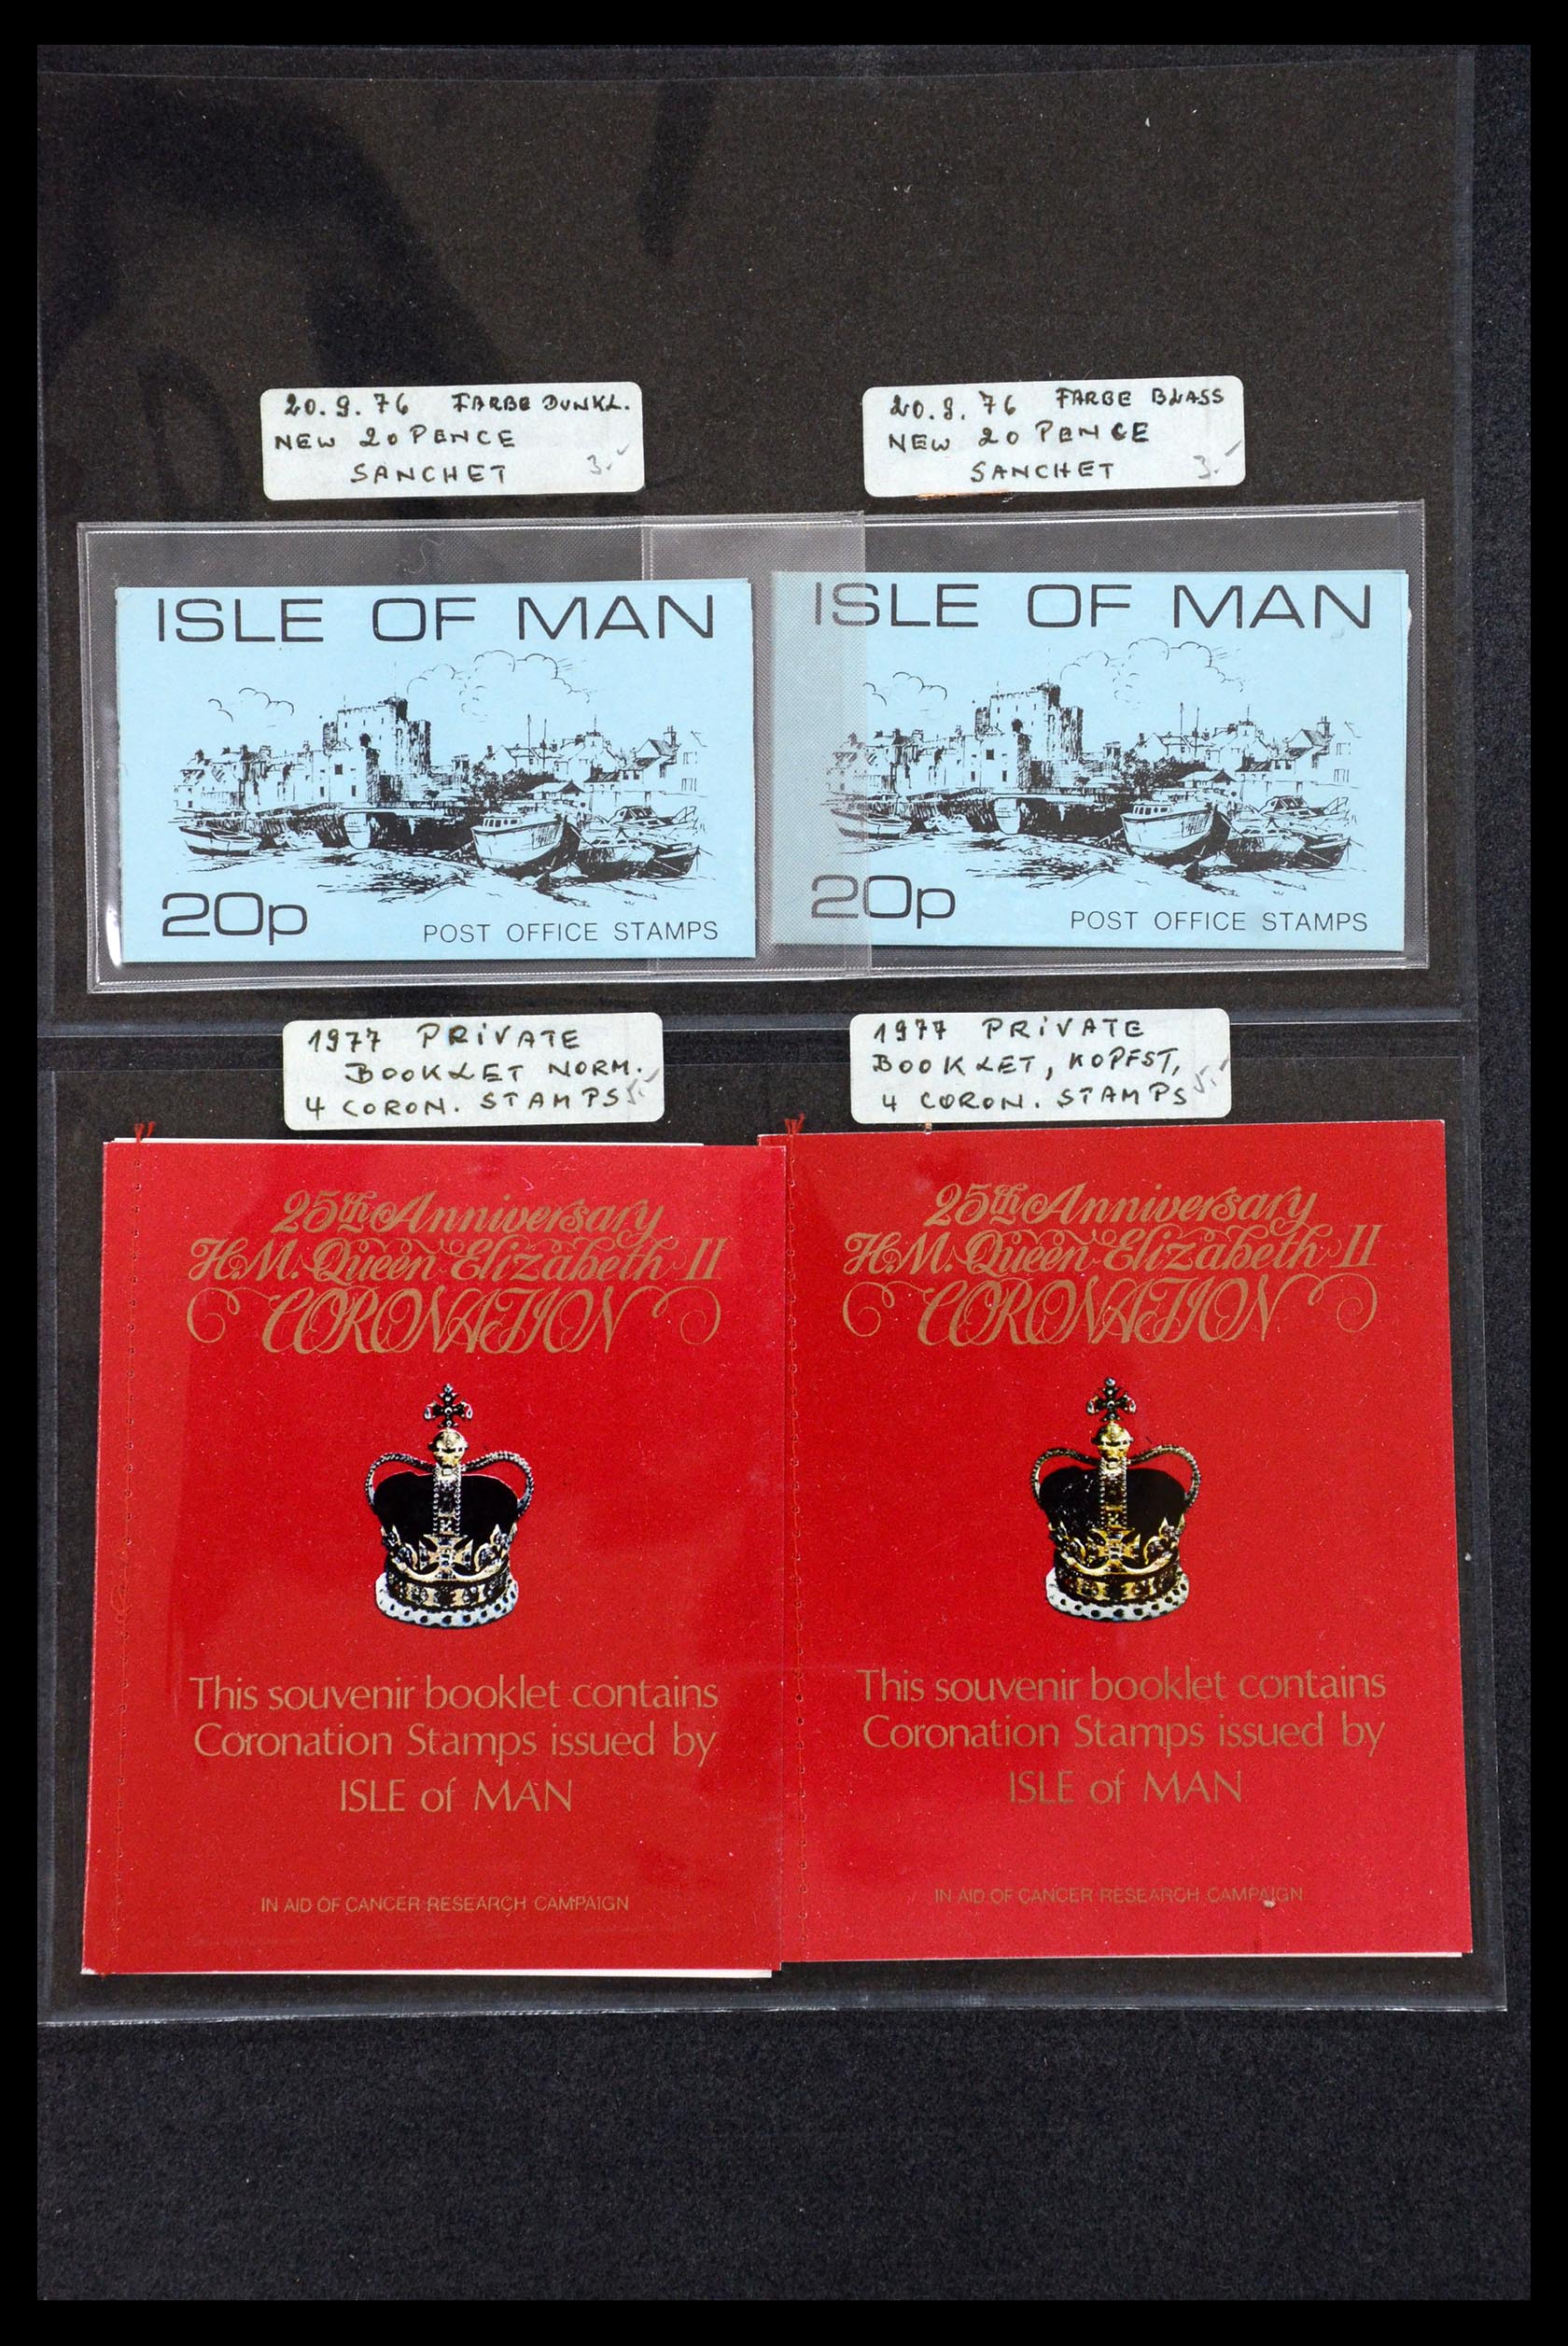 20.9.76 FARBE DUNKL.
NEW 20 PENCE
SANCHET 3.-
20.9.76 FARBE BLASS
NEW 20 PENCE
SANCHET 3.-
ISLE OF MAN
20p
POST OFFICE STAMPS
ISLE OF MAN
20p
POST OFFICE STAMPS
1977 PRIVATE
BOOKLET NORM.
4 CORON. STAMPS 5.-
1977 PRIVATE
BOOKLET, KOPFST,
4 CORON. STAMPS 5.-
25th Anniversary
H.M. Queen Elizabeth II
CORONATION
This souvenir booklet contains
Coronation Stamps issued by
ISLE of MAN
IN AID OF CANCER RESEARCH CAMPAIGN
25th Anniversary
H.M. Queen Elizabeth II
CORONATION
This souvenir booklet contains
Coronation Stamps issued by
ISLE of MAN
IN AID OF CANCER RESEARCH CAMPAIGN